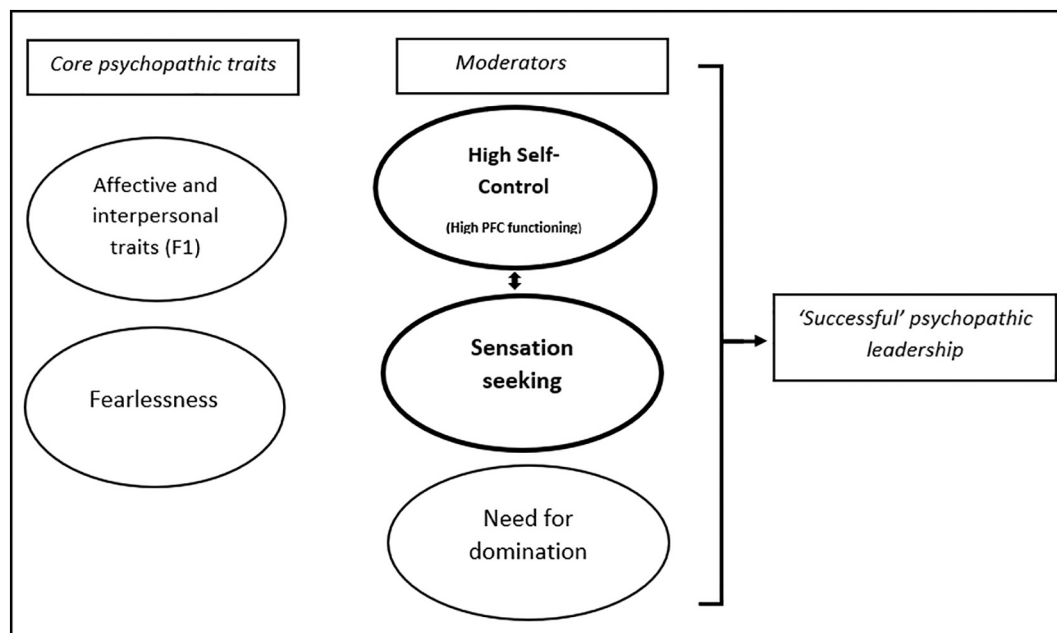 Core psychopathic traits
Affective and
interpersonal
traits (F1)
Fearlessness
Moderators
High Self-
Control
(High PFC functioning)
Sensation
seeking
Need for
domination
‘Successful’ psychopathic
leadership